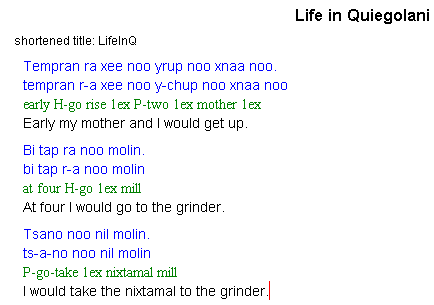 Life in Quiegolani
shortened title: LifeInQ
Tempran ra xee noo yrup noo xnaa noo.
tempran r-a xee noo y-chup noo xnaa noo
early H-go rise 1ex P-two 1ex mother 1ex
Early my mother and I would get up.
Bi tap ra noo molin.
bi tap r-a noo molin
at four H-go 1ex mill
At four I would go to the grinder.
Tsano noo nil molin.
ts-a-no noo nil molin
P-go-take 1ex nixtamal mill
I would take the nixtamal to the grinder.